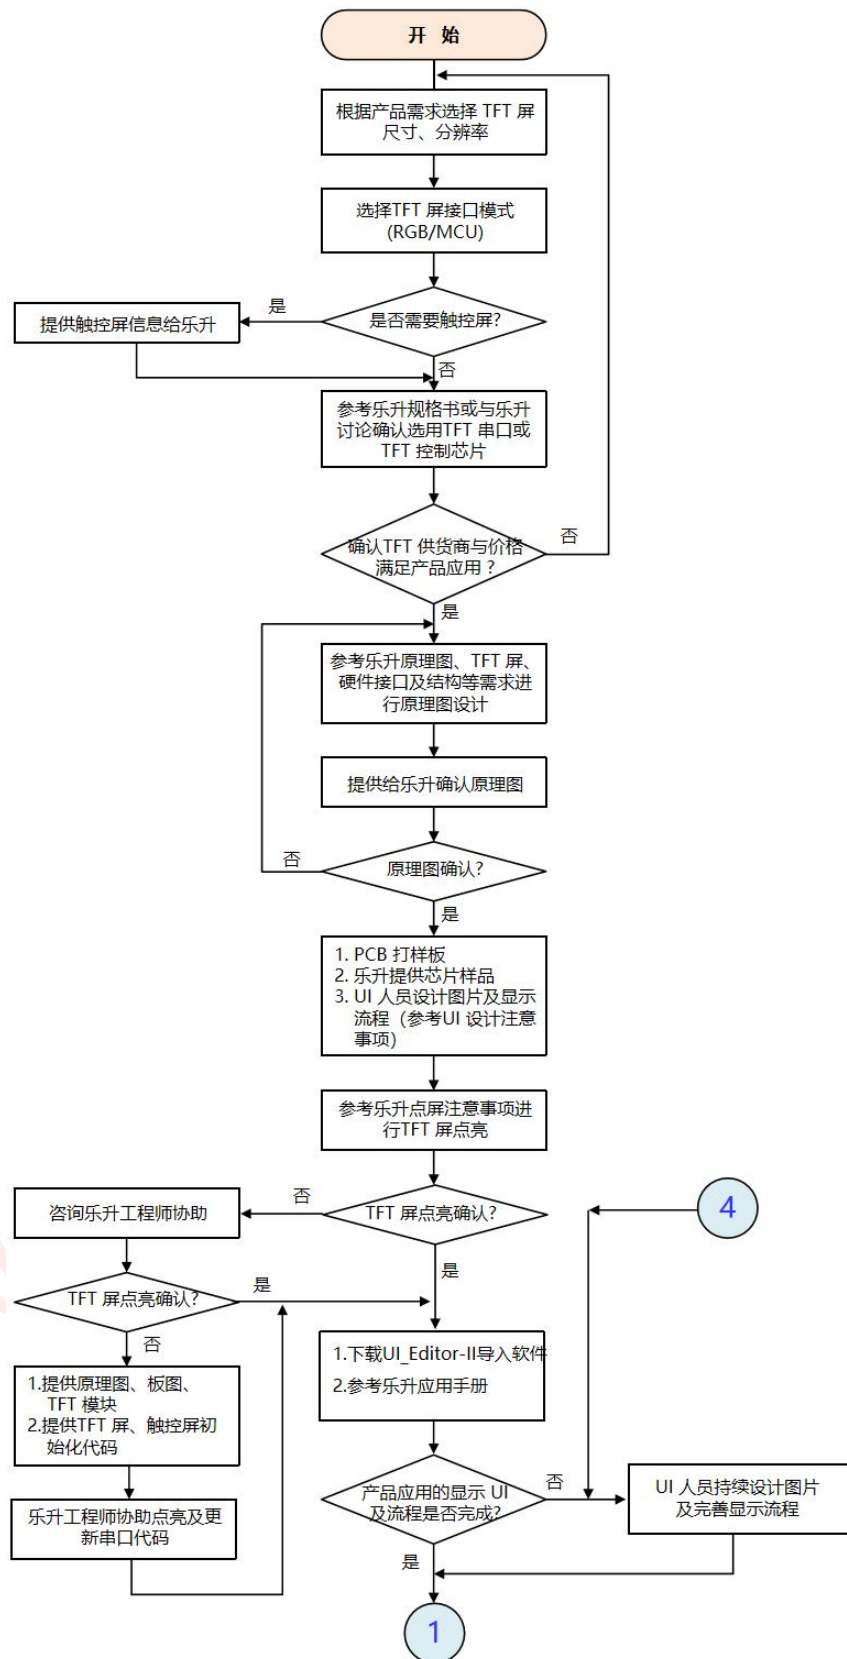 开 始
根据产品需求选择 TFT 屏
尺寸、分辨率
选择TFT 屏接口模式
(RGB/MCU)
是否需要触控屏?
是
提供触控屏信息给乐升
否
参考乐升规格书或与乐升
讨论确认选用TFT 串口或
TFT 控制芯片
确认TFT 供货商与价格
满足产品应用？
否
是
参考乐升原理图、TFT 屏、
硬件接口及结构等需求进
行原理图设计
提供给乐升确认原理图
原理图确认?
否
是
1. PCB 打样板
2. 乐升提供芯片样品
3. UI 人员设计图片及显示
流程（参考UI 设计注意
事项）
参考乐升点屏注意事项进
行TFT 屏点亮
TFT 屏点亮确认?
否
咨询乐升工程师协助
4
是
TFT 屏点亮确认?
是
否
1.提供原理图、板图、
TFT 模块
2.提供TFT 屏、触控屏初
始化代码
乐升工程师协助点亮及更
新串口代码
1.下载UI_Editor-II导入软件
2.参考乐升应用手册
产品应用的显示 UI
及流程是否完成?
否
UI 人员持续设计图片
及完善显示流程
是
1